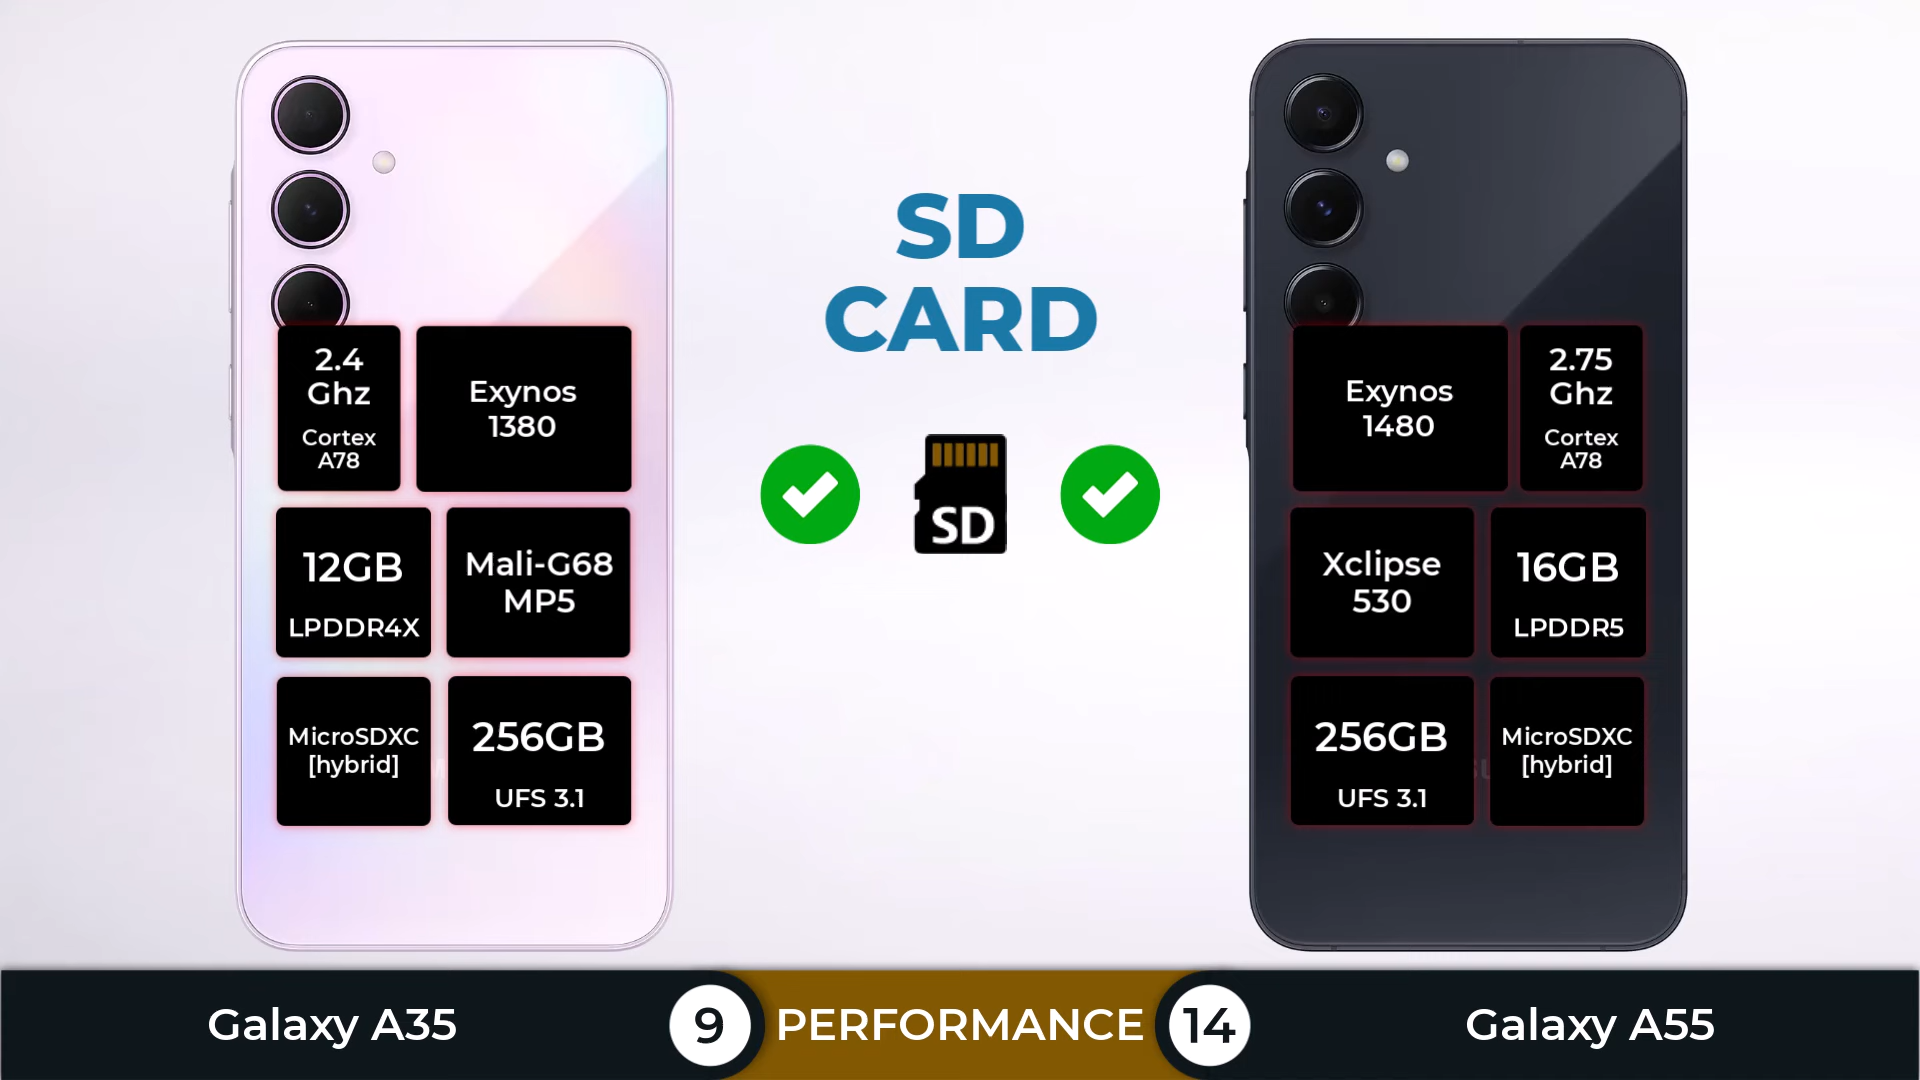 SD
CARD
2.4
Ghz
Cortex
A78
Exynos
1380
12GB
LPDDR4X
Mali-G68
MP5
MicroSDXC
[hybrid]
256GB
UFS 3.1
SD
Exynos
1480
2.75
Ghz
Cortex
A78
Xclipse
530
16GB
LPDDR5
256GB
UFS 3.1
MicroSDXC
[hybrid]
Galaxy A35
9
PERFORMANCE
14
Galaxy A55